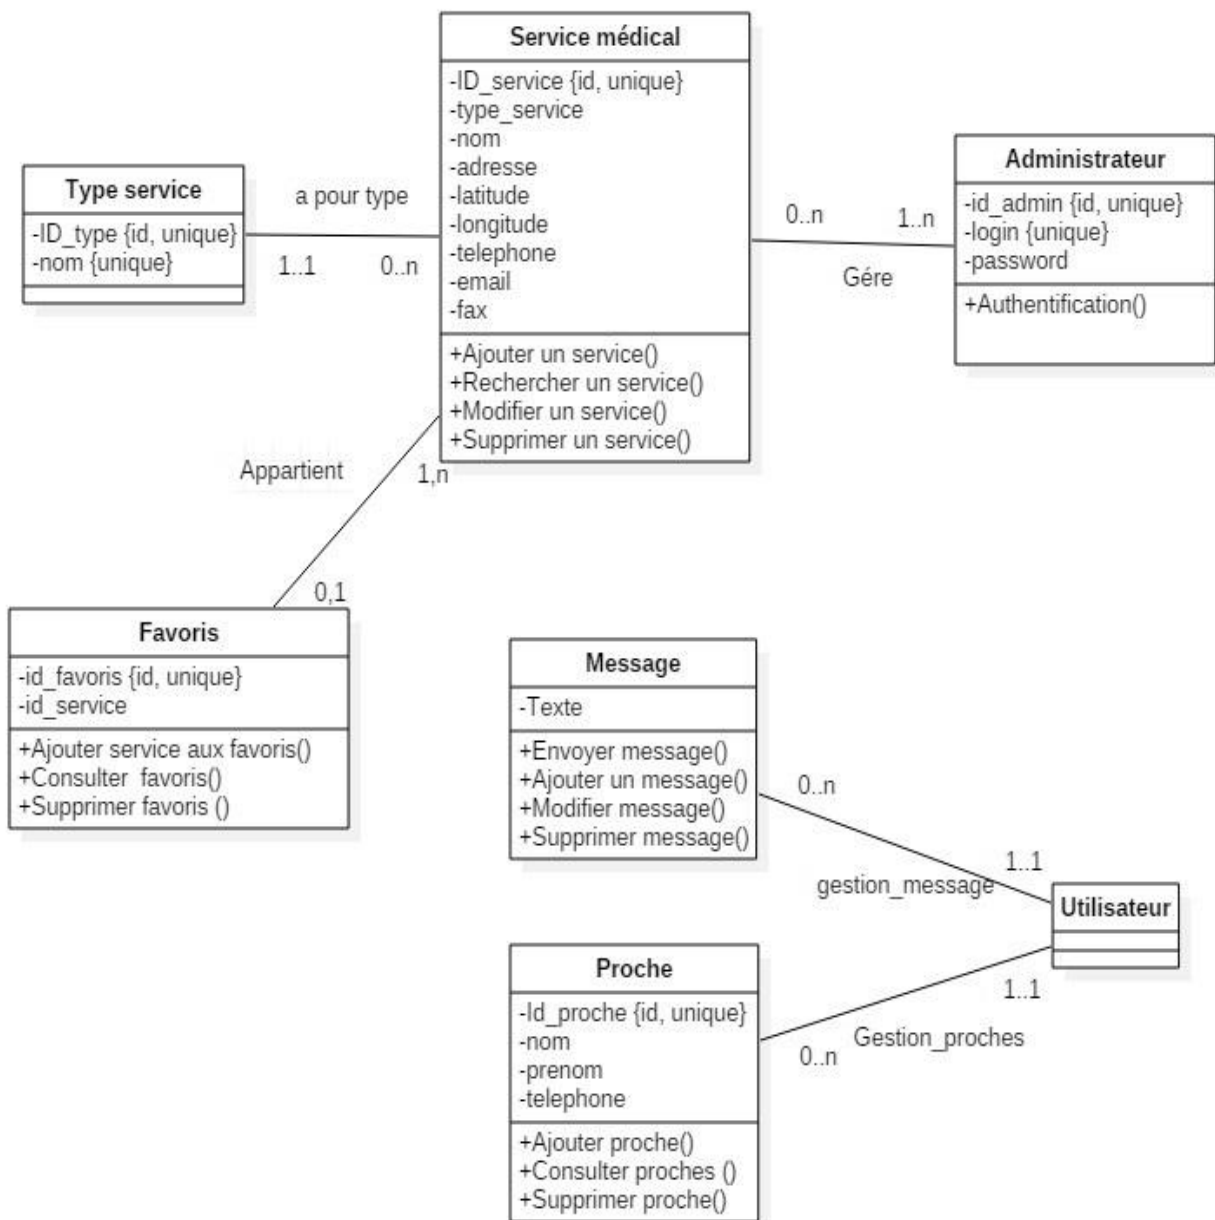 Service médical
-ID_service {id, unique}
-type_service
-nom
-adresse
-latitude
-longitude
-telephone
-email
-fax
+Ajouter un service()
+Rechercher un service()
+Modifier un service()
+Supprimer un service()
Type service
-ID_type {id, unique}
-nom {unique}
a pour type
1..1
0..n
0..n
1..n
Gére
Administrateur
-id_admin {id, unique}
-login {unique}
-password
+Authentification()
Appartient
1,n
0,1
Favoris
-id_favoris {id, unique}
-id_service
+Ajouter service aux favoris()
+Consulter  favoris()
+Supprimer favoris ()
Message
-Texte
+Envoyer message()
+Ajouter un message()
+Modifier message()
+Supprimer message()
0..n
1..1
gestion_message
Utilisateur
1..1
Gestion_proches
0..n
Proche
-Id_proche {id, unique}
-nom
-prenom
-telephone
+Ajouter proche()
+Consulter proches ()
+Supprimer proche()